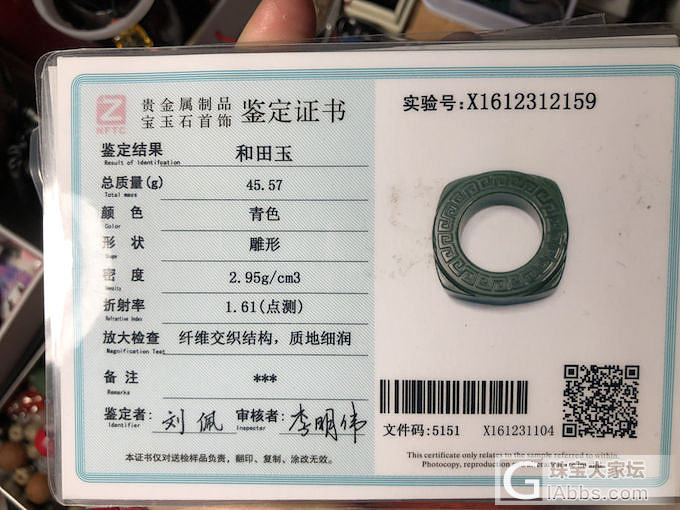 NFTC
贵金属制品
宝玉石首饰
鉴定证书
鉴定结果 和田玉
Result of Identification
总质量(g) 45.57
Total mass
颜色 青色
Color
形状 雕形
Shape
密度 2.95g/cm3
Density
折射率 1.61(点测)
Refractive Index
放大检查 纤维交织结构，质地细润
Magnification Test
备注 ***
Remarks
鉴定者: 刘佩 审核者: 李明伟
Identifier Inspector
本证书仅对送检样品负责，翻印、复制、涂改无效。
实验号:X1612312159
文件码:5151 X161231104
This certificate only relates to the sample referred to within.
Photocopy, reproduction
珠宝大家坛
GIAbbs.com